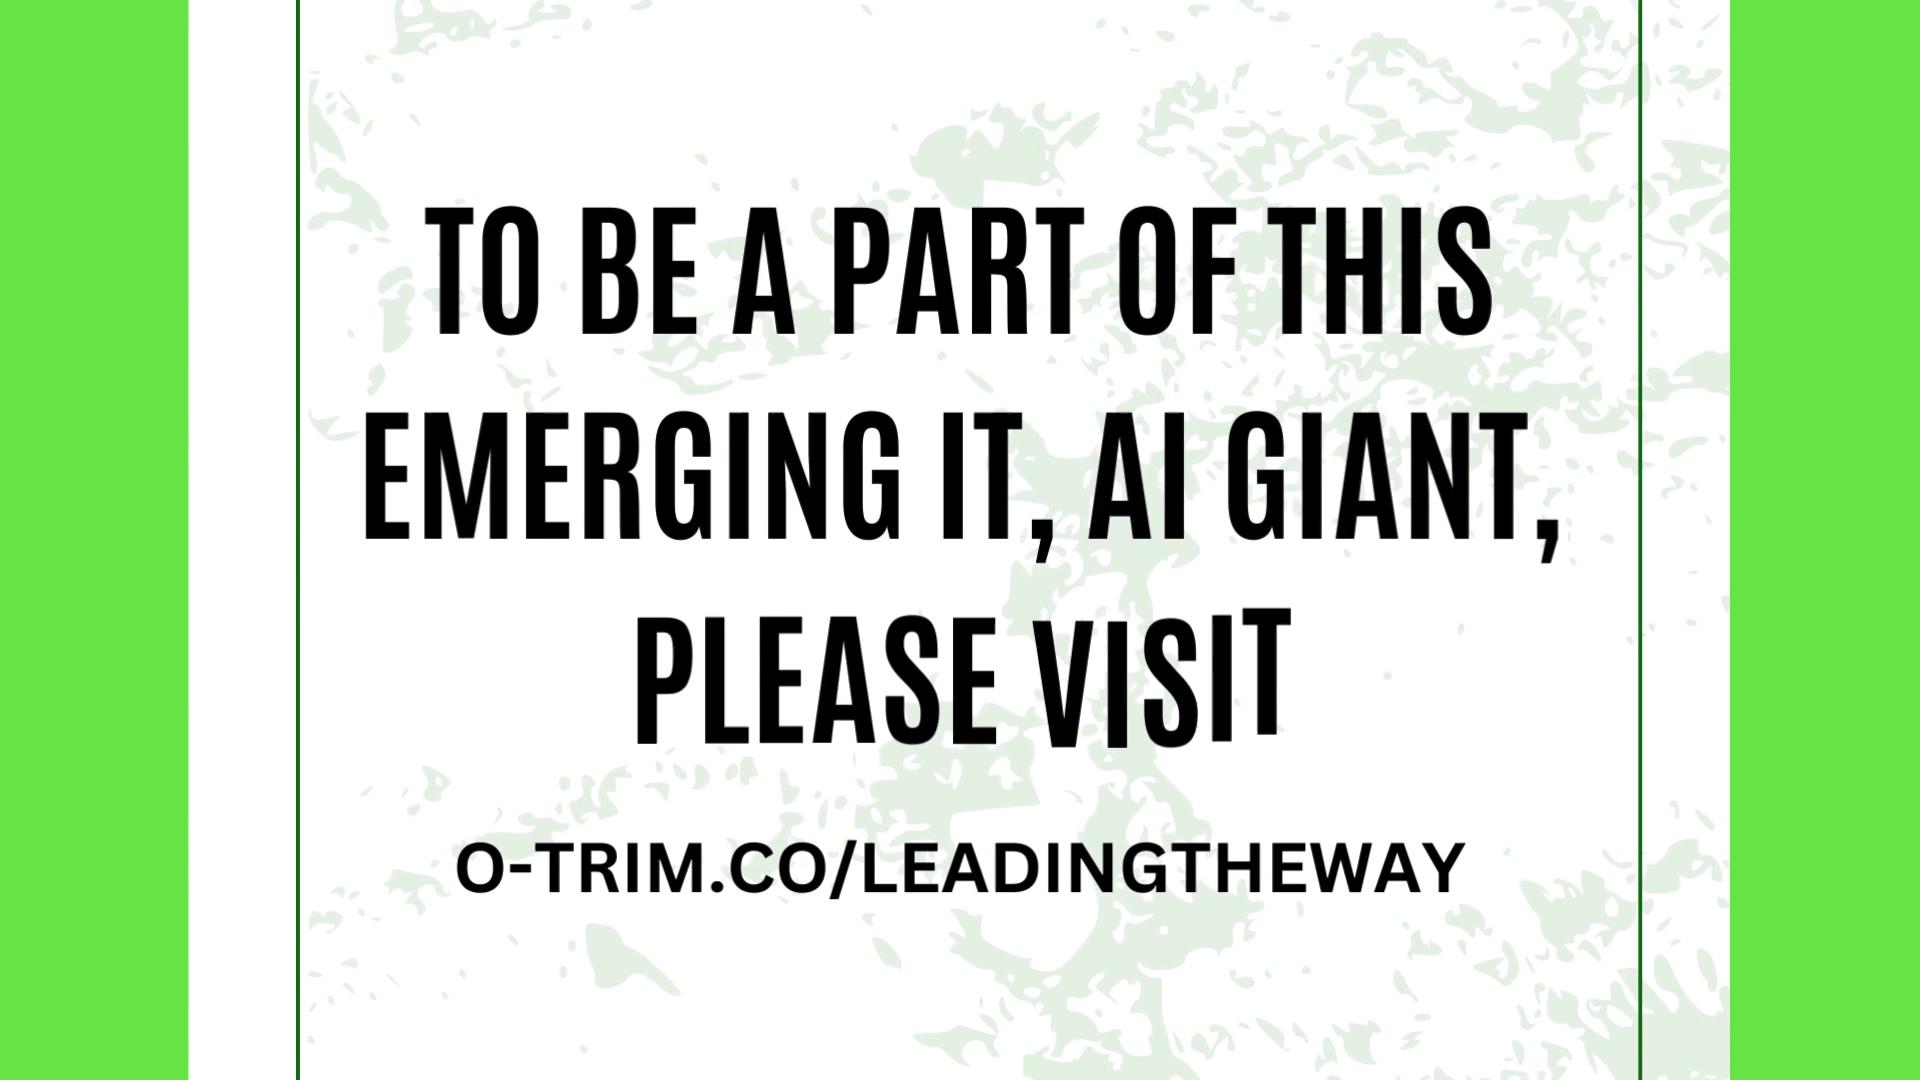 TO BE A PART OF THIS
EMERGING IT, AI GIANT,
PLEASE VISIT
O-TRIM.CO/LEADINGTHEWAY